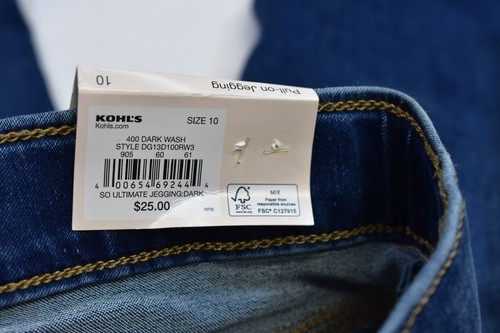 10
Pull-on Jegging
KOHL'S
Kohls.com
SIZE 10
400 DARK WASH
STYLE DG13D100RW3
905 60 61
4 00654 69244 4
SO ULTIMATE JEGGING:DARK
$25.00
FSC
MIX
Paper from
responsible sources
FSC® C127915